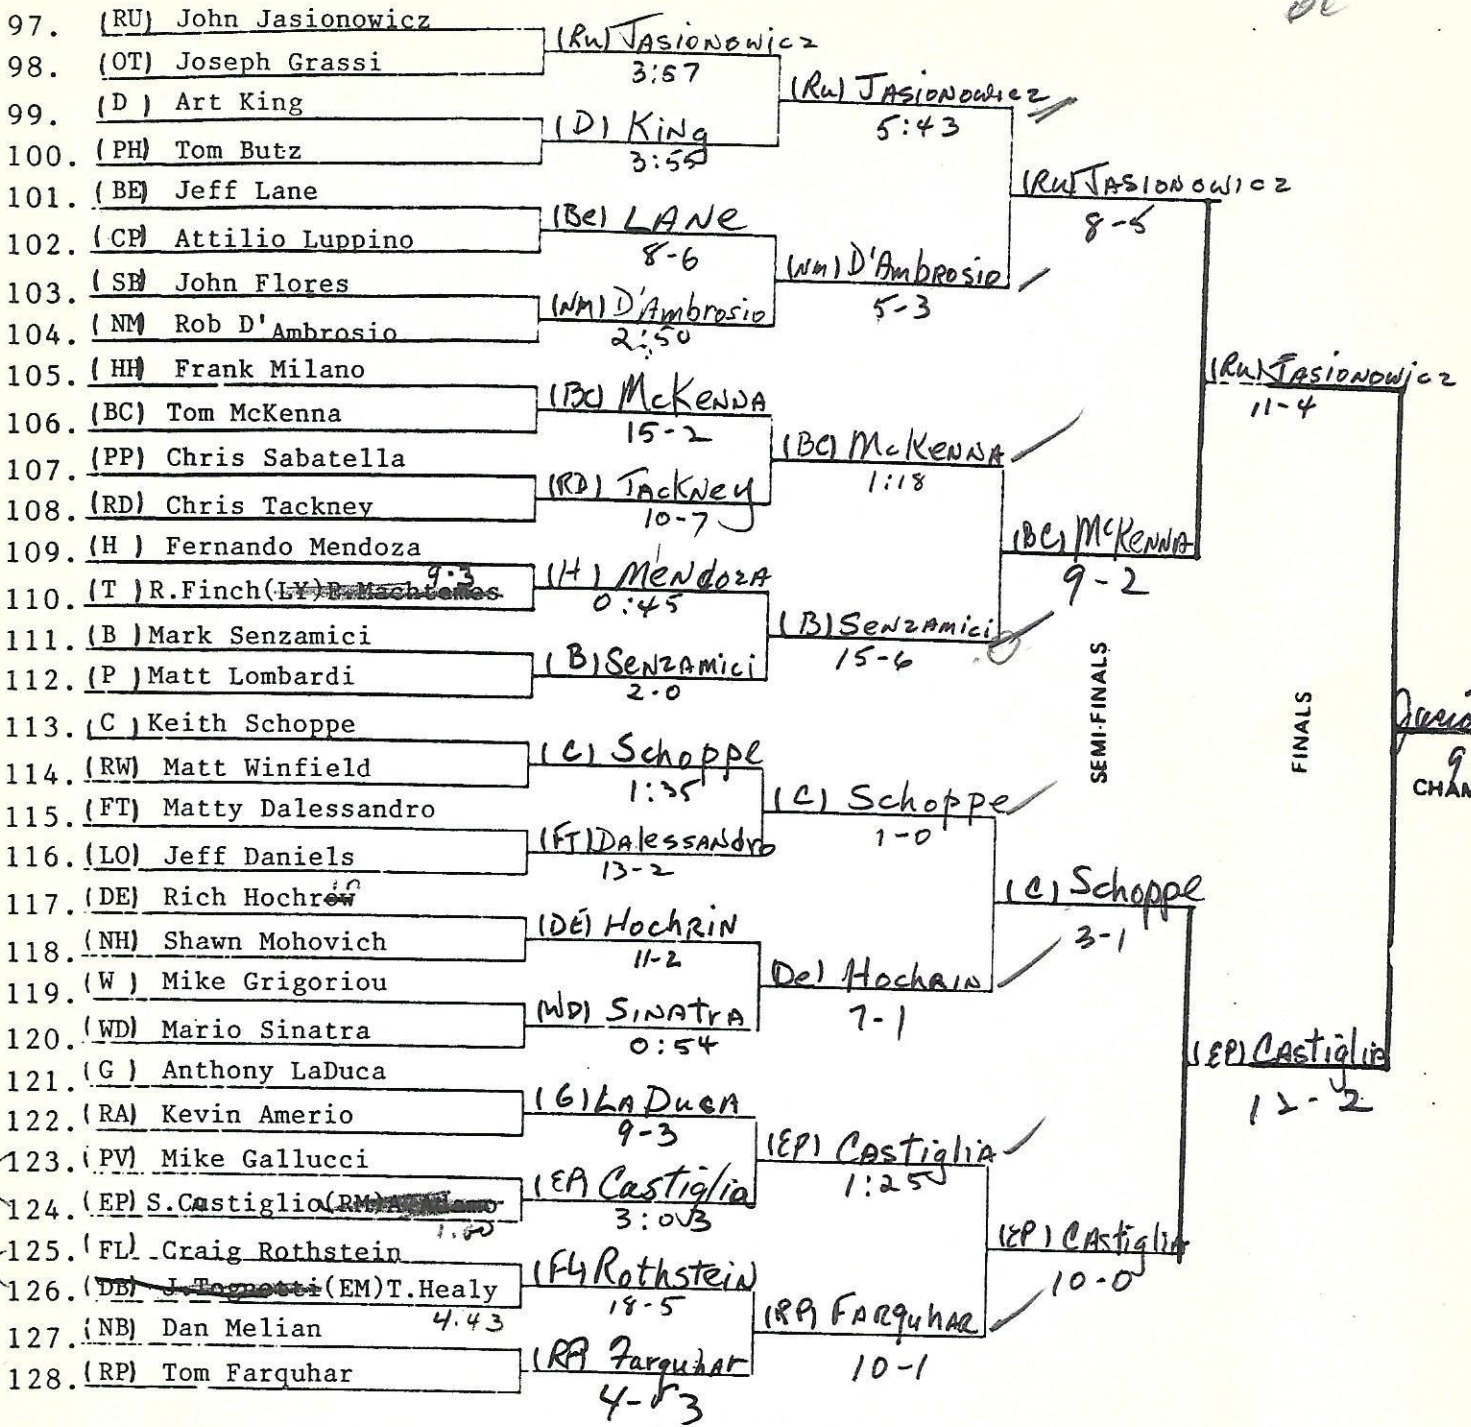 97. (RU) John Jasionowicz
98. (OT) Joseph Grassi
99. (D ) Art King
100. (PH) Tom Butz
101. (BE) Jeff Lane
102. (CP) Attilio Luppino
103. (SB) John Flores
104. (NM) Rob D'Ambrosio
105. (HH) Frank Milano
106. (BC) Tom McKenna
107. (PP) Chris Sabatella
108. (RD) Chris Tackney
109. (H ) Fernando Mendoza
110. (T ) R.Finch(LY)
9-3
111. (B ) Mark Senzamici
112. (P ) Matt Lombardi
113. (C ) Keith Schoppe
114. (RW) Matt Winfield
115. (FT) Matty Dalessandro
116. (LO) Jeff Daniels
117. (DE) Rich Hochrin
118. (NH) Shawn Mohovich
119. (W ) Mike Grigoriou
120. (WD) Mario Sinatra
121. (G ) Anthony LaDuca
122. (RA) Kevin Amerio
123. (PV) Mike Gallucci
124. (EP) S.Castiglio(RM)
125. (FL) Craig Rothstein
126. (DB) J.Tognetti(EM)T.Healy
4.43
127. (NB) Dan Melian
128. (RP) Tom Farquhar
(Ru) JASIONOWicz
3:57
(D) KiNg
3:55
(Be) LANe
8-6
(NM) D'Ambrosio
2:50
(BC) McKeNNA
15-2
(RD) TAckNey
10-7
(H) MeNdozA
0:45
(B) SeNzAmici
2-0
(C) Schoppe
1:35
(FT) DAlessANdro
13-2
(DE) HochRiN
11-2
(WD) SiNAtrA
0:54
(G) LADucA
9-3
(EP) Castiglia
3:03
(FL) Rothstein
18-5
(RP) Farquhar
4-3
(Ru) JASIONOwicz
5:43
(NM) D'AmbRosio
5-3
(BC) McKeNNA
1:18
(B) SeNzAmici
15-6
(C) Schoppe
1-0
(De) HochRiN
7-1
(EP) CAstiglia
1:25
(RP) FARquhAR
10-1
(Ru) JASIONOWicz
8-5
(BC) McKeNNA
9-2
(C) Schoppe
3-1
(EP) CAstiglia
10-0
SEMI-FINALS
(Ru) JASIONOWicz
11-4
(EP) CAstiglia
12-2
FINALS
9
CHAM